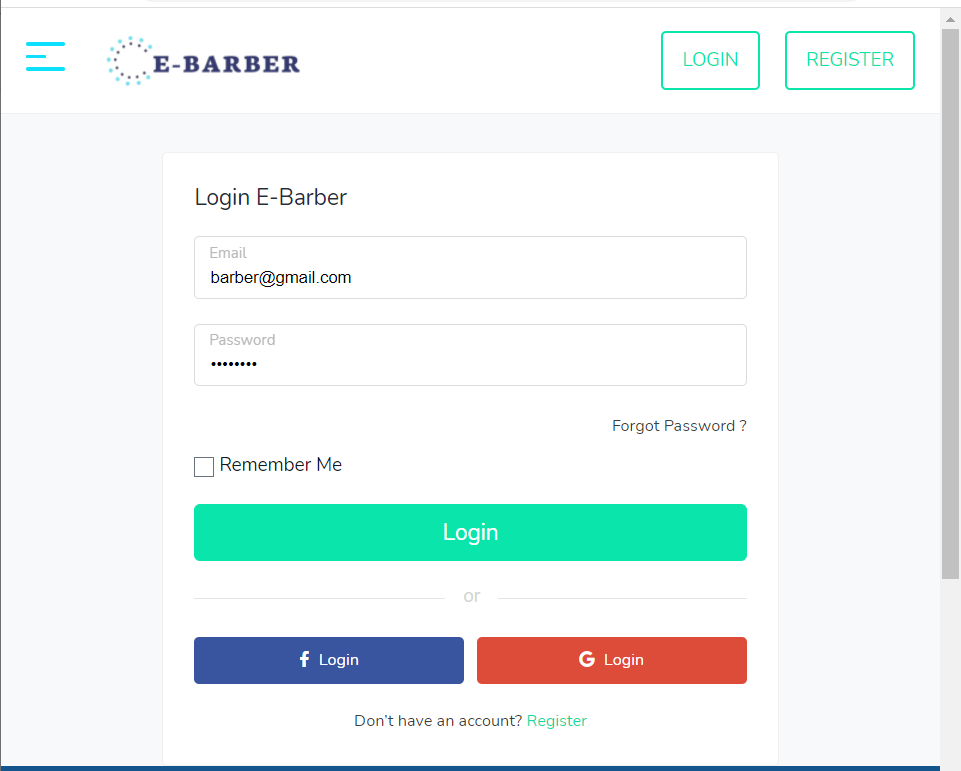 E-BARBER
LOGIN
REGISTER
Login E-Barber
Email
barber@gmail.com
Password
••••••••
Forgot Password ?
Remember Me
Login
or
Login
Login
Don't have an account? Register